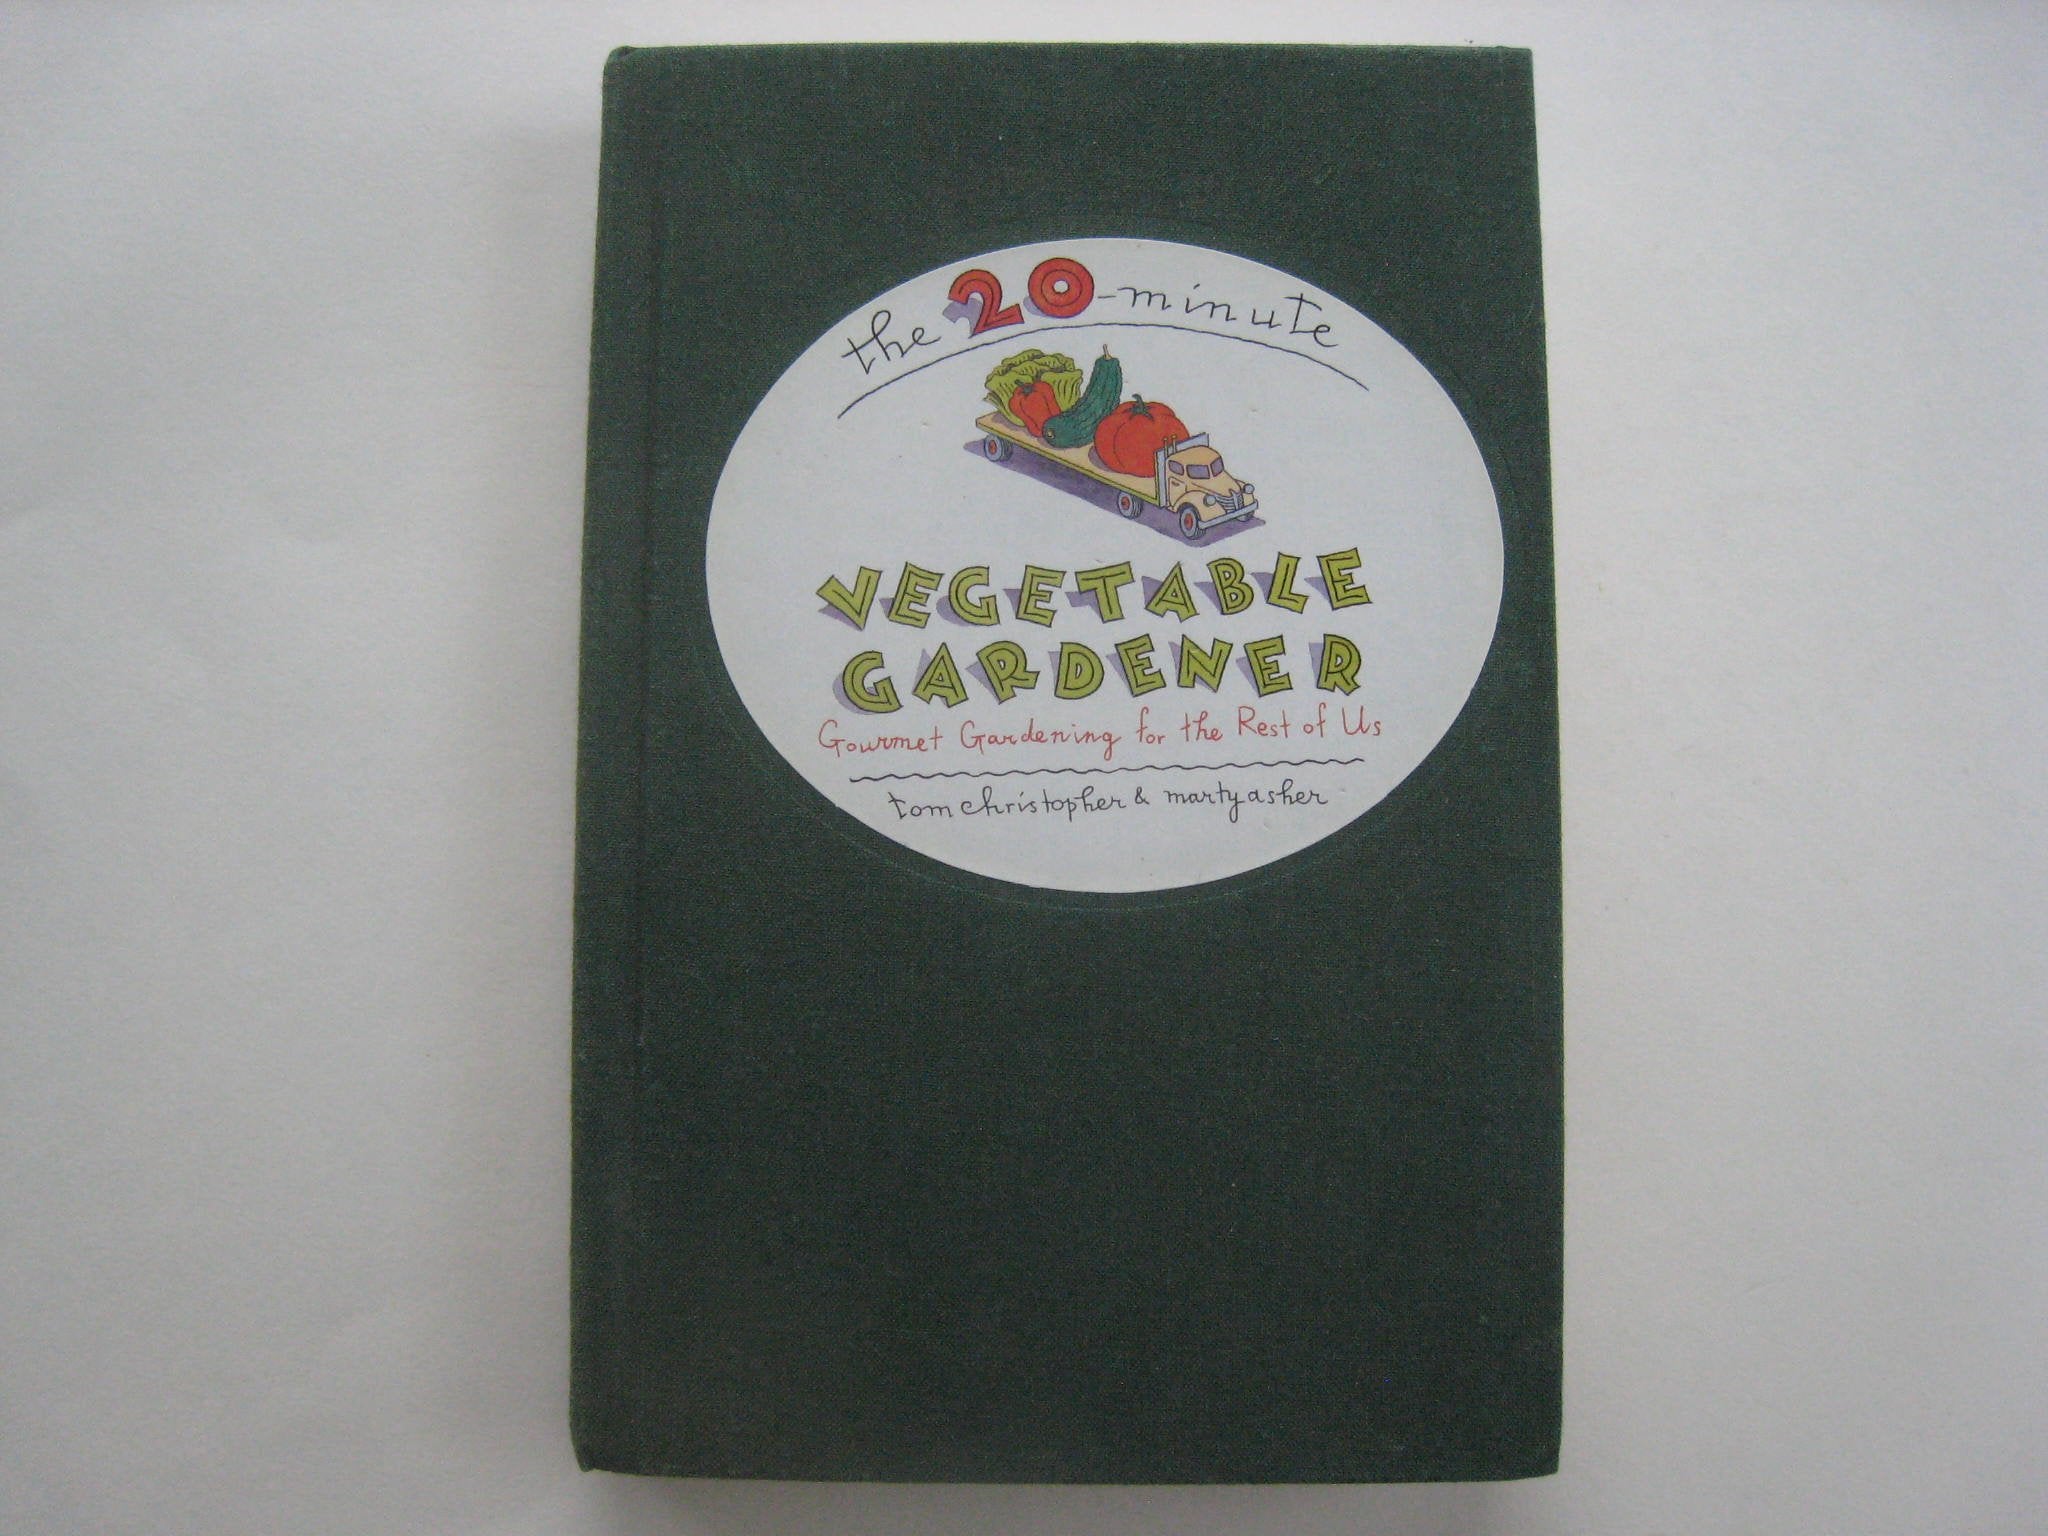 the 20-minute
VEGETABLE
GARDENER
Gourmet Gardening for the Rest of Us
tom christopher & marty asher